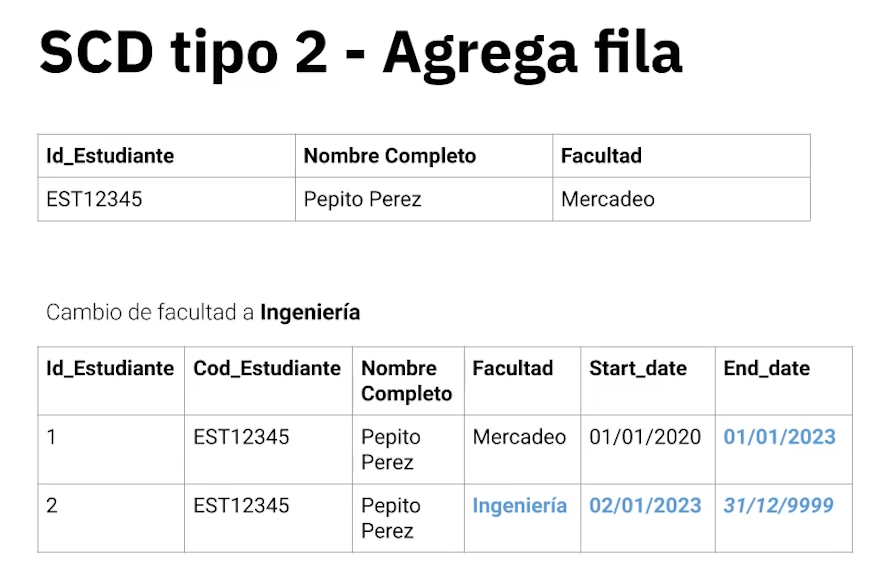 SCD tipo 2 - Agrega fila
Id_Estudiante Nombre Completo Facultad
EST12345 Pepito Perez Mercadeo
Cambio de facultad a Ingeniería
Id_Estudiante Cod_Estudiante Nombre Completo Facultad Start_date End_date
1 EST12345 Pepito Perez Mercadeo 01/01/2020 01/01/2023
2 EST12345 Pepito Perez Ingeniería 02/01/2023 31/12/9999